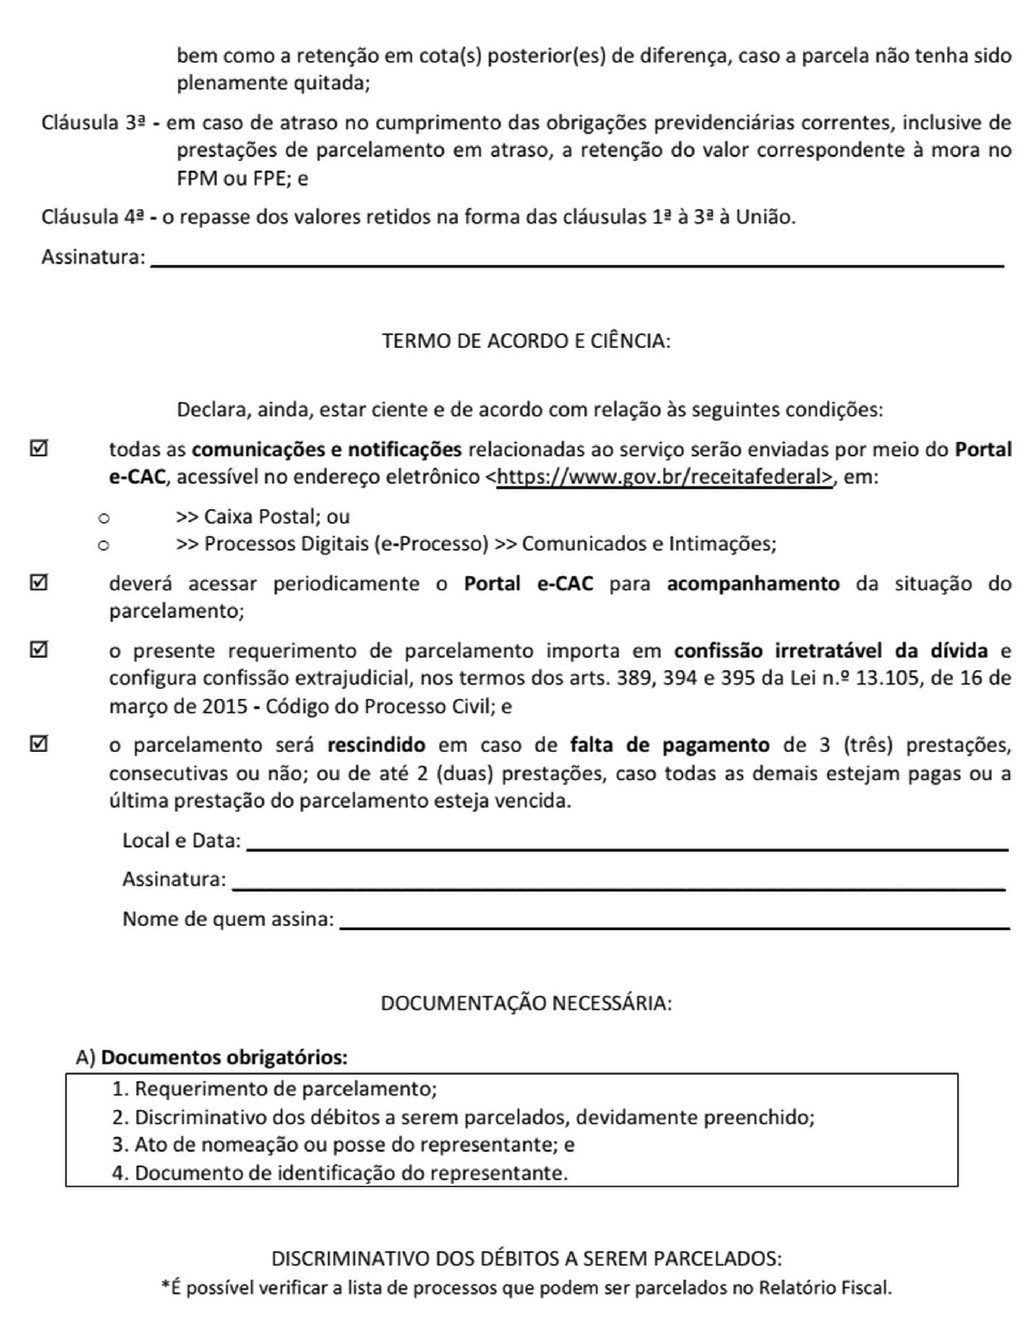 bem como a retenção em cota(s) posterior(es) de diferença, caso a parcela não tenha sido
plenamente quitada;
Cláusula 3ª - em caso de atraso no cumprimento das obrigações previdenciárias correntes, inclusive de
prestações de parcelamento em atraso, a retenção do valor correspondente à mora no
FPM ou FPE; e
Cláusula 4ª - o repasse dos valores retidos na forma das cláusulas 1ª à 3ª à União.
Assinatura:
TERMO DE ACORDO E CIÊNCIA:
Declara, ainda, estar ciente e de acordo com relação às seguintes condições:
☑ todas as comunicações e notificações relacionadas ao serviço serão enviadas por meio do Portal
e-CAC, acessível no endereço eletrônico <https://www.gov.br/receitafederal>, em:
o >> Caixa Postal; ou
o >> Processos Digitais (e-Processo) >> Comunicados e Intimações;
☑ deverá acessar periodicamente o Portal e-CAC para acompanhamento da situação do
parcelamento;
☑ o presente requerimento de parcelamento importa em confissão irretratável da dívida e
configura confissão extrajudicial, nos termos dos arts. 389, 394 e 395 da Lei n.º 13.105, de 16 de
março de 2015 - Código do Processo Civil; e
☑ o parcelamento será rescindido em caso de falta de pagamento de 3 (três) prestações,
consecutivas ou não; ou de até 2 (duas) prestações, caso todas as demais estejam pagas ou a
última prestação do parcelamento esteja vencida.
Local e Data:
Assinatura:
Nome de quem assina:
DOCUMENTAÇÃO NECESSÁRIA:
A) Documentos obrigatórios:
1. Requerimento de parcelamento;
2. Discriminativo dos débitos a serem parcelados, devidamente preenchido;
3. Ato de nomeação ou posse do representante; e
4. Documento de identificação do representante.
DISCRIMINATIVO DOS DÉBITOS A SEREM PARCELADOS:
*É possível verificar a lista de processos que podem ser parcelados no Relatório Fiscal.